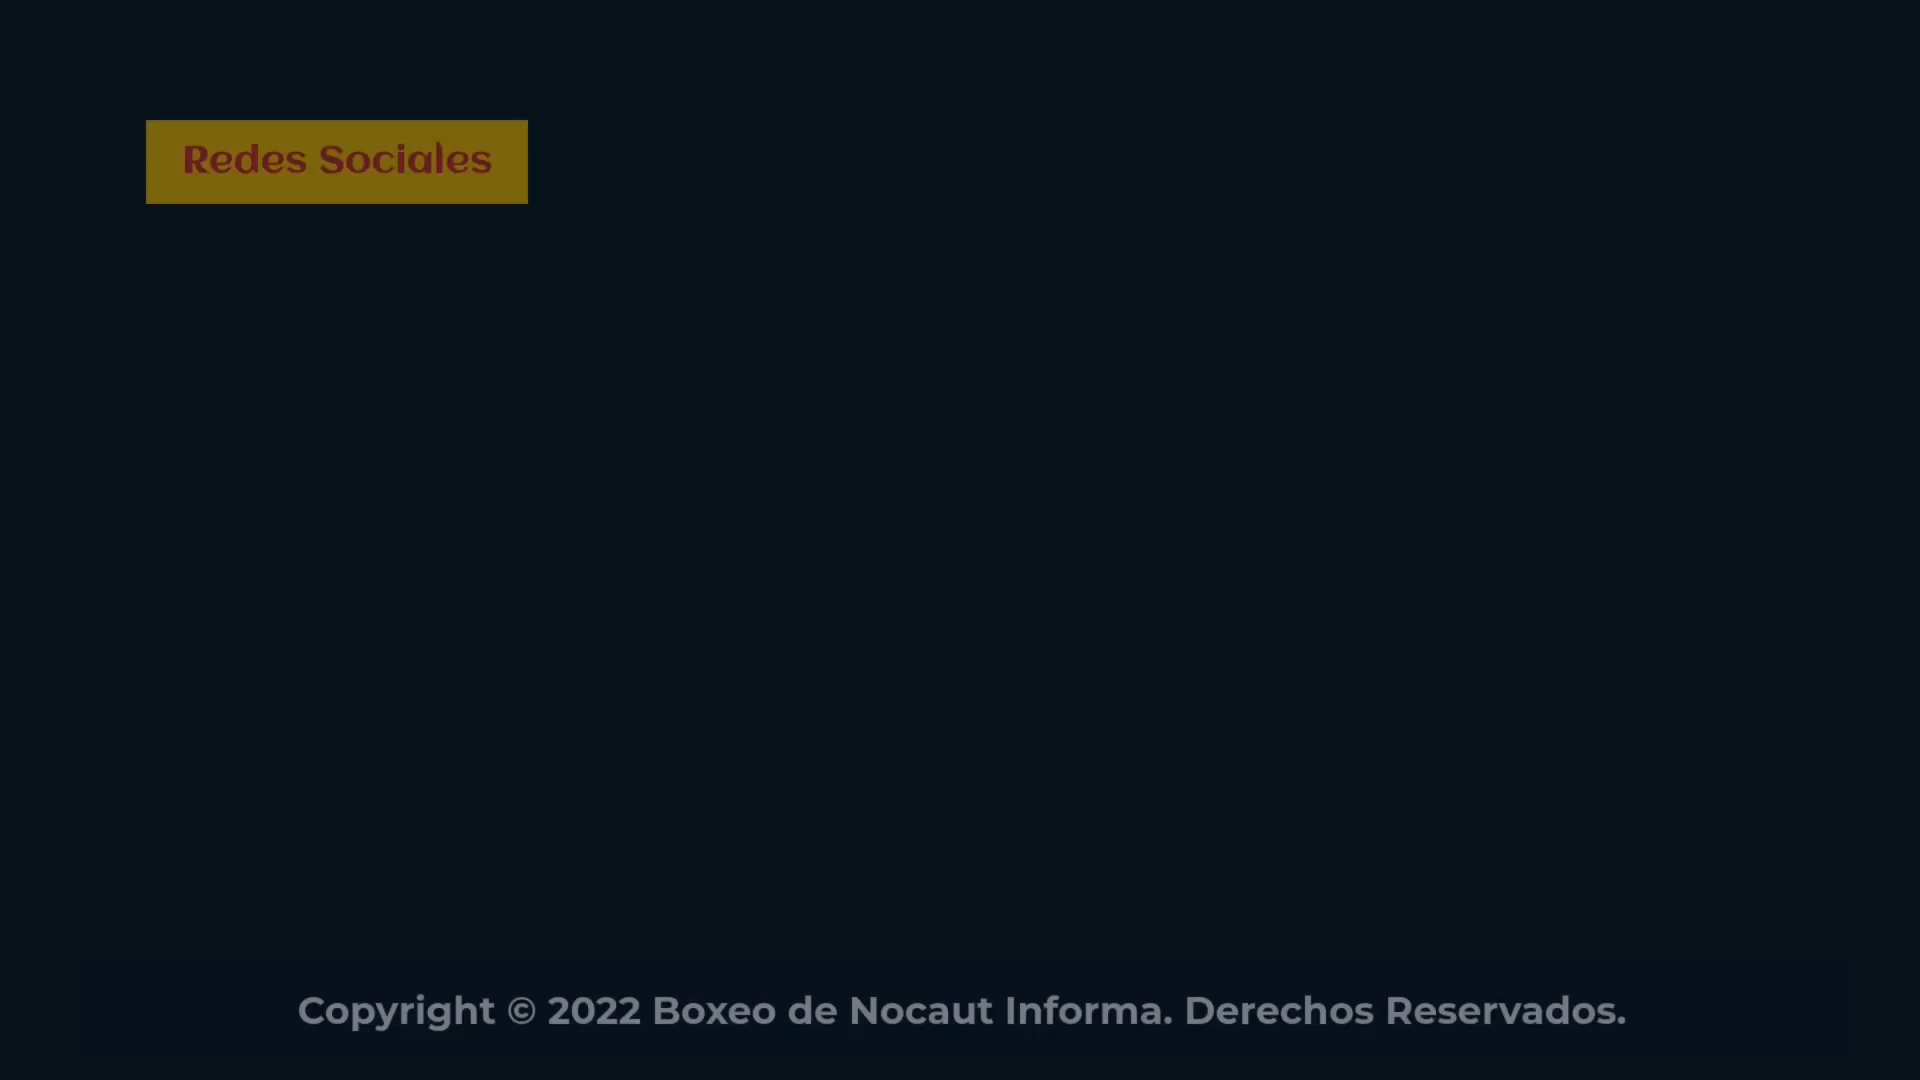 Redes Sociales
Copyright © 2022 Boxeo de Nocaut Informa. Derechos Reservados.